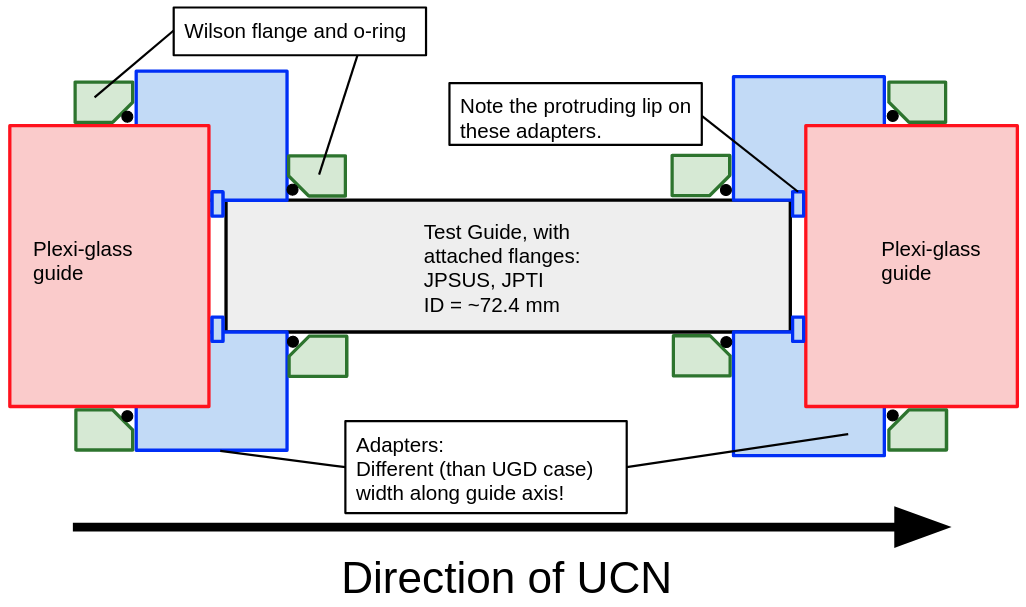 Wilson flange and o-ring
Note the protruding lip on
these adapters.
Plexi-glass
guide
Test Guide, with
attached flanges:
JPSUS, JPTI
ID = ~72.4 mm
Plexi-glass
guide
Adapters:
Different (than UGD case)
width along guide axis!
Direction of UCN